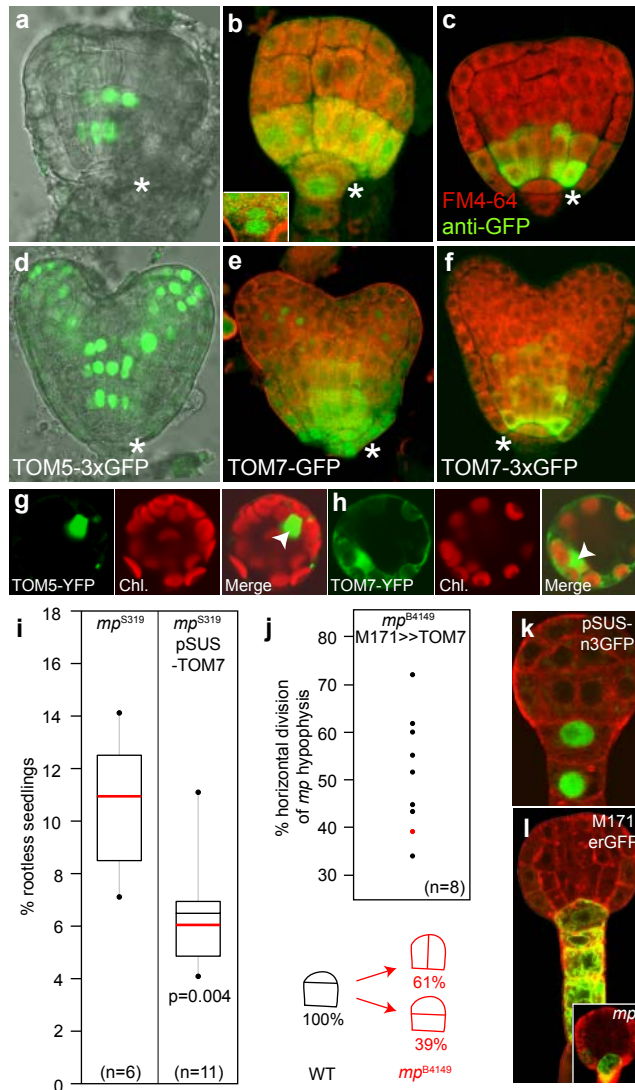 a
b
c
*
*
FM4-64
anti-GFP
*
d
e
f
*
*
*
TOM5-3xGFP
TOM7-GFP
TOM7-3xGFP
g
h
TOM5-YFP
Chl.
Merge
TOM7-YFP
Chl.
Merge
i
mpS319
mpS319
pSUS
-TOM7
% rootless seedlings
18
16
14
12
10
8
6
4
2
0
p=0.004
(n=6)
(n=11)
j
mpB4149
M171>>TOM7
% horizontal division
of mp hypophysis
80
70
60
50
40
30
(n=8)
100%
61%
39%
WT
mpB4149
k
pSUS-
n3GFP
l
M171
erGFP
mp